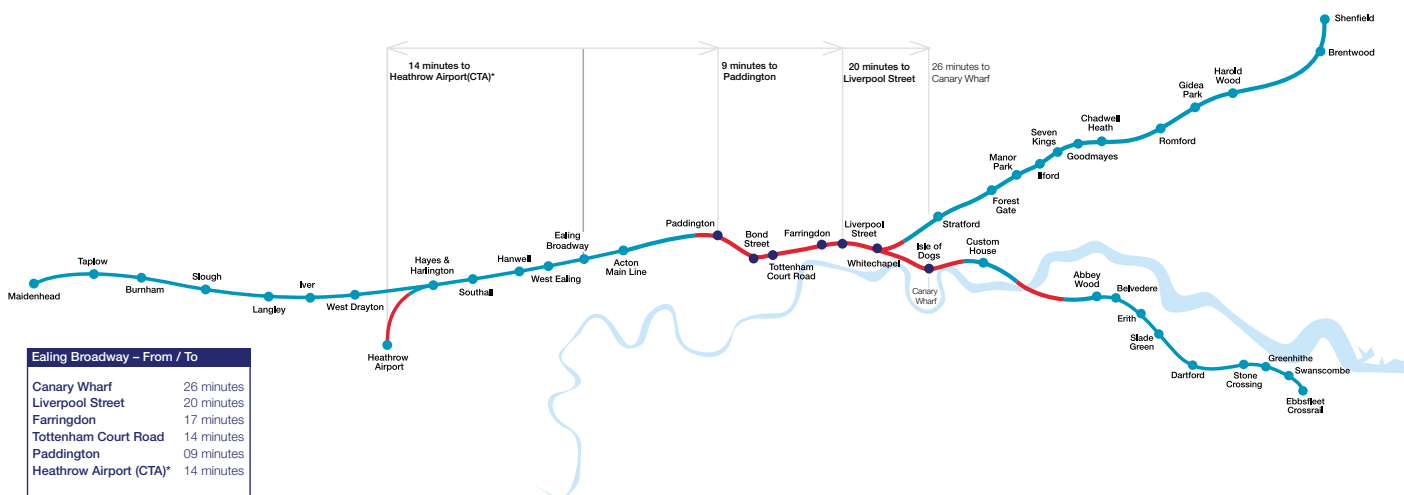 Shenfield
Brentwood
14 minutes to
Heathrow Airport(CTA)*
9 minutes to
Paddington
20 minutes to
Liverpool Street
26 minutes to
Canary Wharf
Harold
Wood
Gidea
Park
Chadwell
Heath
Romford
Seven
Kings
Goodmayes
Manor
Park
Ilford
Forest
Gate
Stratford
Paddington
Bond
Street
Farringdon
Tottenham
Court Road
Liverpool
Street
Whitechapel
Isle of
Dogs
Custom
House
Canary
Wharf
Ealing
Broadway
Acton
Main Line
Hanwell
West Ealing
Hayes &
Harlington
Southall
Taplow
Maidenhead
Burnham
Slough
Langley
Iver
West Drayton
Heathrow
Airport
Abbey
Wood
Belvedere
Erith
Slade
Green
Dartford
Stone
Crossing
Greenhithe
Swanscombe
Ebbsfleet
Crossrail
Ealing Broadway – From / To
Canary Wharf 26 minutes
Liverpool Street 20 minutes
Farringdon 17 minutes
Tottenham Court Road 14 minutes
Paddington 09 minutes
Heathrow Airport (CTA)* 14 minutes